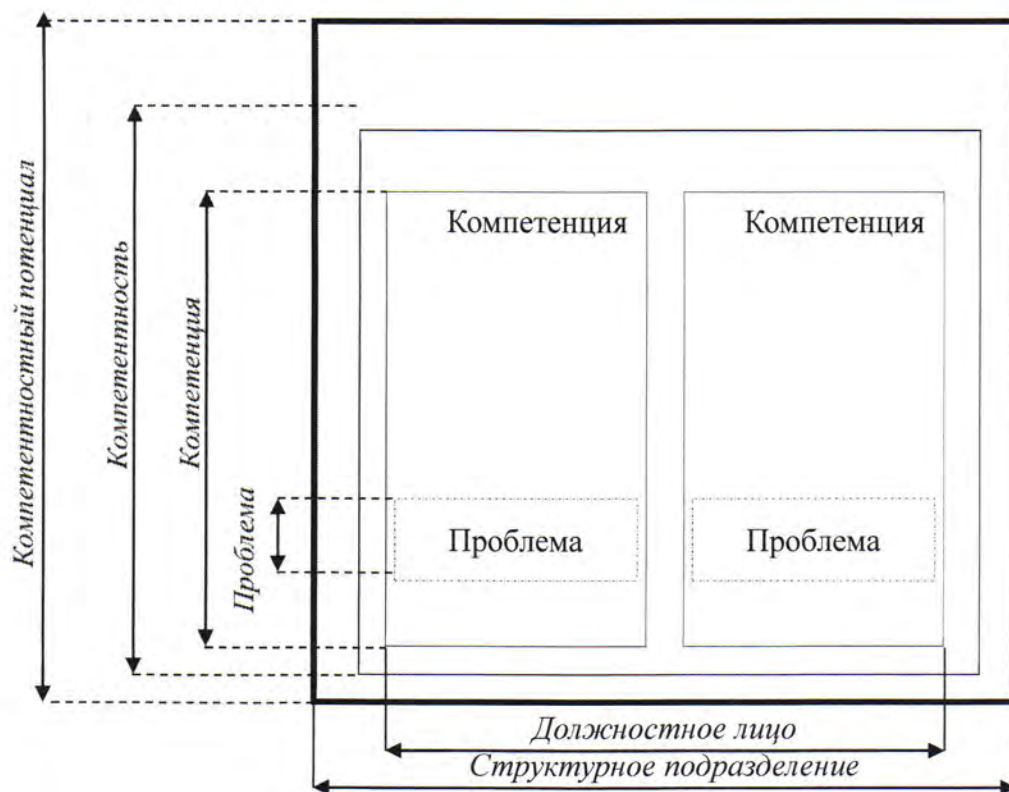 Компетентностный потенциал
Компетентность
Компетенция
Проблема
Компетенция
Компетенция
Проблема
Проблема
Должностное лицо
Структурное подразделение